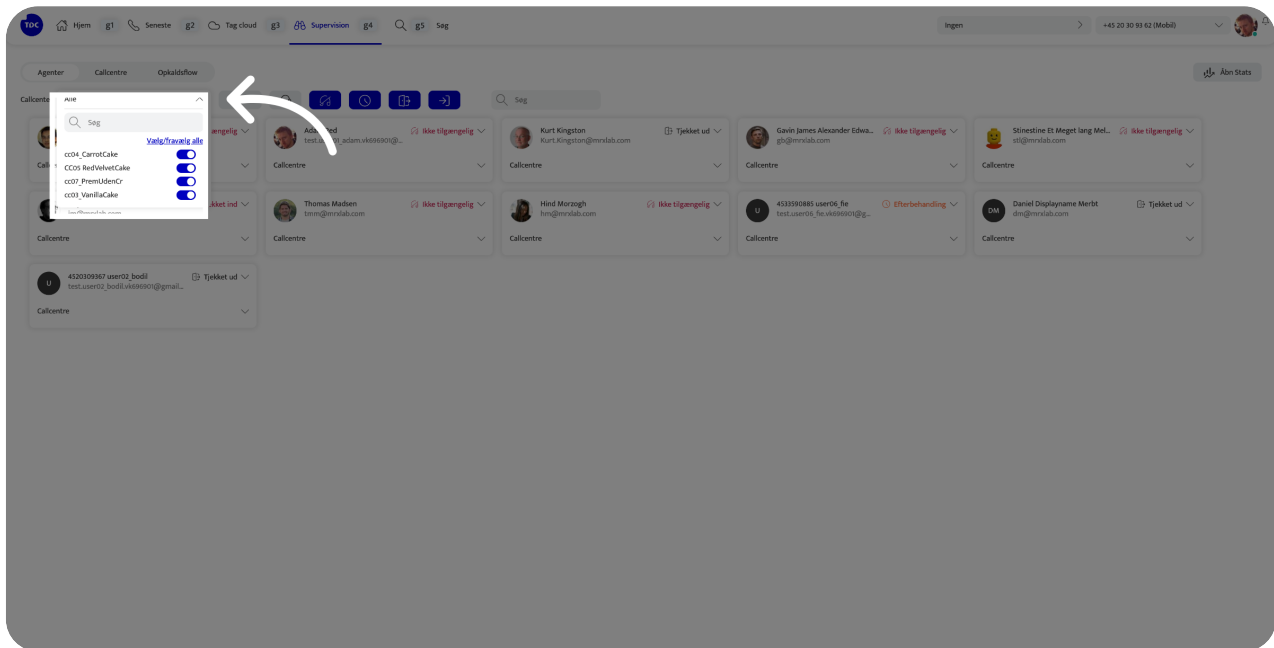 TDC Hjem g1 Seneste g2 Tag cloud g3 Supervision g4 g5 Søg Ingen +45 20 30 93 62 (Mobil)
Agenter Callcentre Opkaldsflow Åbn Stats
Alle Søg
Søg
Vælg/fravælg alle
cc04_CarrotCake
CC05 RedVelvetCake
cc07_PremUdenCr
cc03_VanillaCake
Ikke tilgængelig Kurt Kingston Tjekket ud Gavin James Alexander Edwa... Ikke tilgængelig Stinestine Et Meget lang Mel... Ikke tilgængelig
Kurt.Kingston@mrxlab.com gb@mrxlab.com stl@mrxlab.com
Callcentre Callcentre Callcentre Callcentre
Thomas Madsen Ikke tilgængelig Hind Morzogh Ikke tilgængelig 4533590885 user06_fie Efterbehandling Daniel Displayname Merbt Tjekket ud
tmm@mrxlab.com hm@mrxlab.com test.user06_fie.vk696901@g... DM dm@mrxlab.com
Callcentre Callcentre Callcentre Callcentre Callcentre
U 4520309367 user02_bodil Tjekket ud
test.user02_bodil.vk696901@gmail...
Callcentre